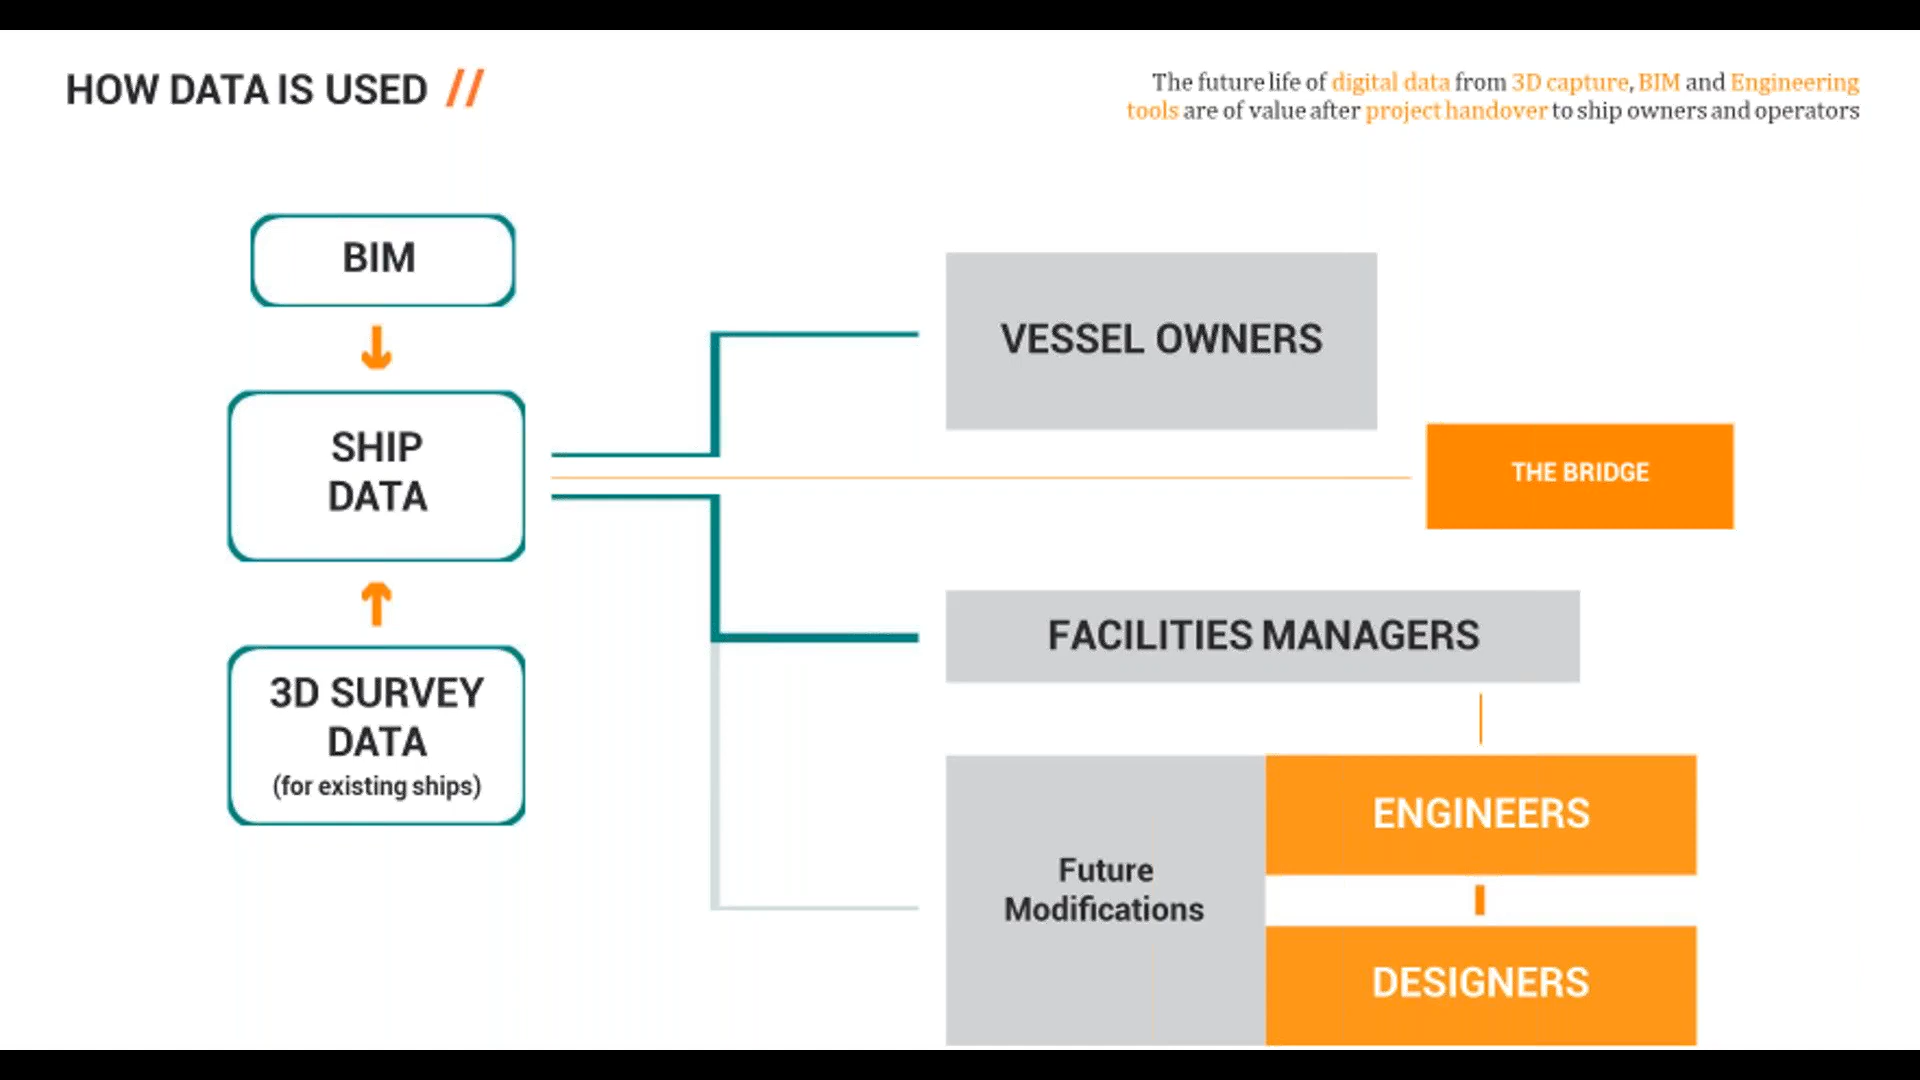 HOW DATA IS USED //
The future life of digital data from 3D capture, BIM and Engineering
tools are of value after project handover to ship owners and operators
BIM
SHIP
DATA
3D SURVEY
DATA
(for existing ships)
VESSEL OWNERS
THE BRIDGE
FACILITIES MANAGERS
Future
Modifications
ENGINEERS
DESIGNERS